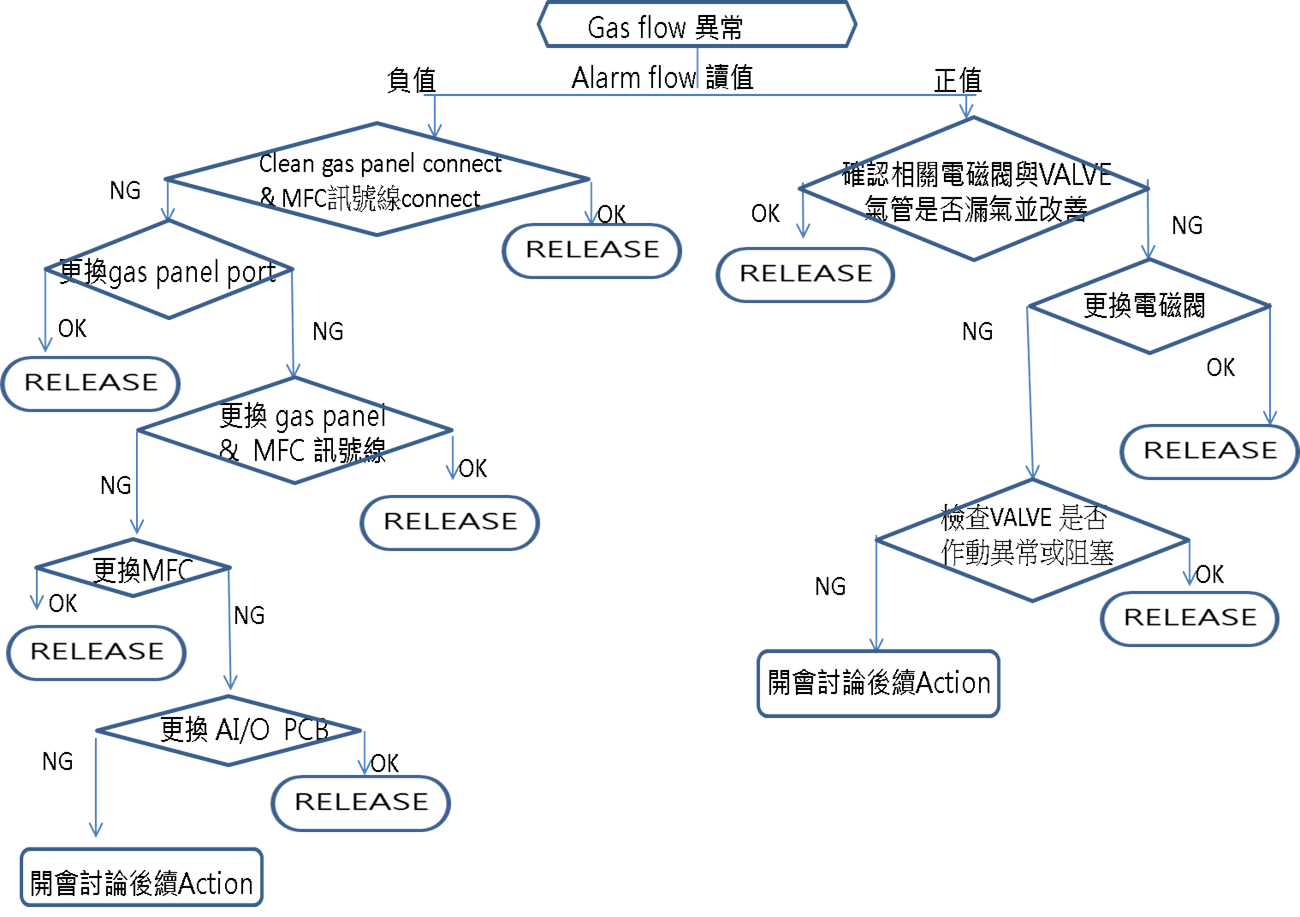 Gas flow 異常
負值
Alarm flow 讀值
正值
Clean gas panel connect
& MFC訊號線connect
NG
OK
RELEASE
確認相關電磁閥與VALVE
氣管是否漏氣並改善
OK
NG
RELEASE
更換gas panel port
OK
NG
RELEASE
更換電磁閥
NG
OK
RELEASE
更換 gas panel
& MFC 訊號線
NG
OK
RELEASE
檢查VALVE 是否
作動異常或阻塞
NG
OK
RELEASE
更換MFC
OK
NG
RELEASE
開會討論後續Action
更換 AI/O PCB
NG
OK
RELEASE
開會討論後續Action